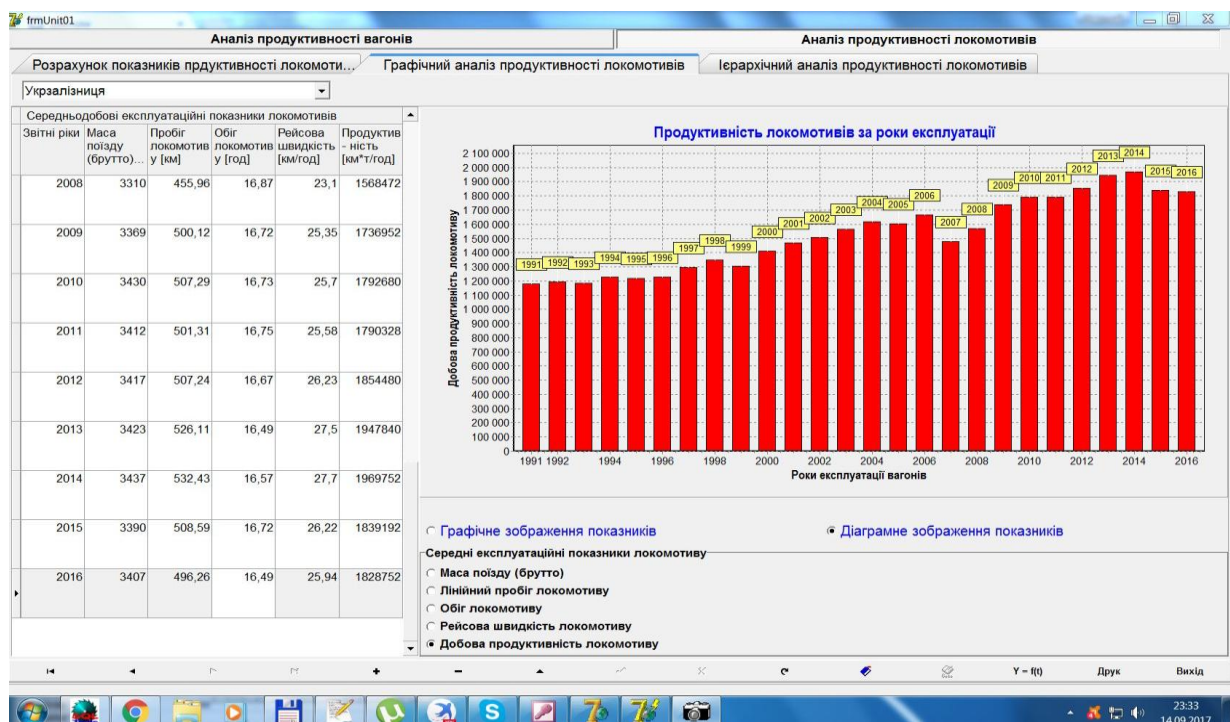 frmUnit01
Аналіз продуктивності вагонів
Аналіз продуктивності локомотивів
Розрахунок показників прдуктивності локомоти...
Графічний аналіз продуктивності локомотивів
Ієрархічний аналіз продуктивності локомотивів
Укрзалізниця
Середньодобові експлуатаційні показники локомотивів
Звітні ріки Маса поїзду (брутто)... Пробіг локомотив у [км] Обіг локомотив у [год] Рейсова швидкість [км/год] Продуктив - ність [км*т/год]
2008 3310 455,96 16,87 23,1 1568472
2009 3369 500,12 16,72 25,35 1736952
2010 3430 507,29 16,73 25,7 1792680
2011 3412 501,31 16,75 25,58 1790328
2012 3417 507,24 16,67 26,23 1854480
2013 3423 526,11 16,49 27,5 1947840
2014 3437 532,43 16,57 27,7 1969752
2015 3390 508,59 16,72 26,22 1839192
2016 3407 496,26 16,49 25,94 1828752
Продуктивність локомотивів за роки експлуатації
Добова продуктивність локомотиву
2 100 000
2 000 000
1 900 000
1 800 000
1 700 000
1 600 000
1 500 000
1 400 000
1 300 000
1 200 000
1 100 000
1 000 000
900 000
800 000
700 000
600 000
500 000
400 000
300 000
200 000
100 000
0
1991 1992 1993 1994 1995 1996 1997 1998 1999 2000 2001 2002 2003 2004 2005 2006 2007 2008 2009 2010 2011 2012 2013 2014 2015 2016
1991 1992 1994 1996 1998 2000 2002 2004 2006 2008 2010 2012 2014 2016
Роки експлуатації вагонів
Графічне зображення показників
Діаграмне зображення показників
Середні експлуатаційні показники локомотиву
Маса поїзду (брутто)
Лінійний пробіг локомотиву
Обіг локомотиву
Рейсова швидкість локомотиву
Добова продуктивність локомотиву
Y = f(t) Друк Вихід
23:33
14.09.2017